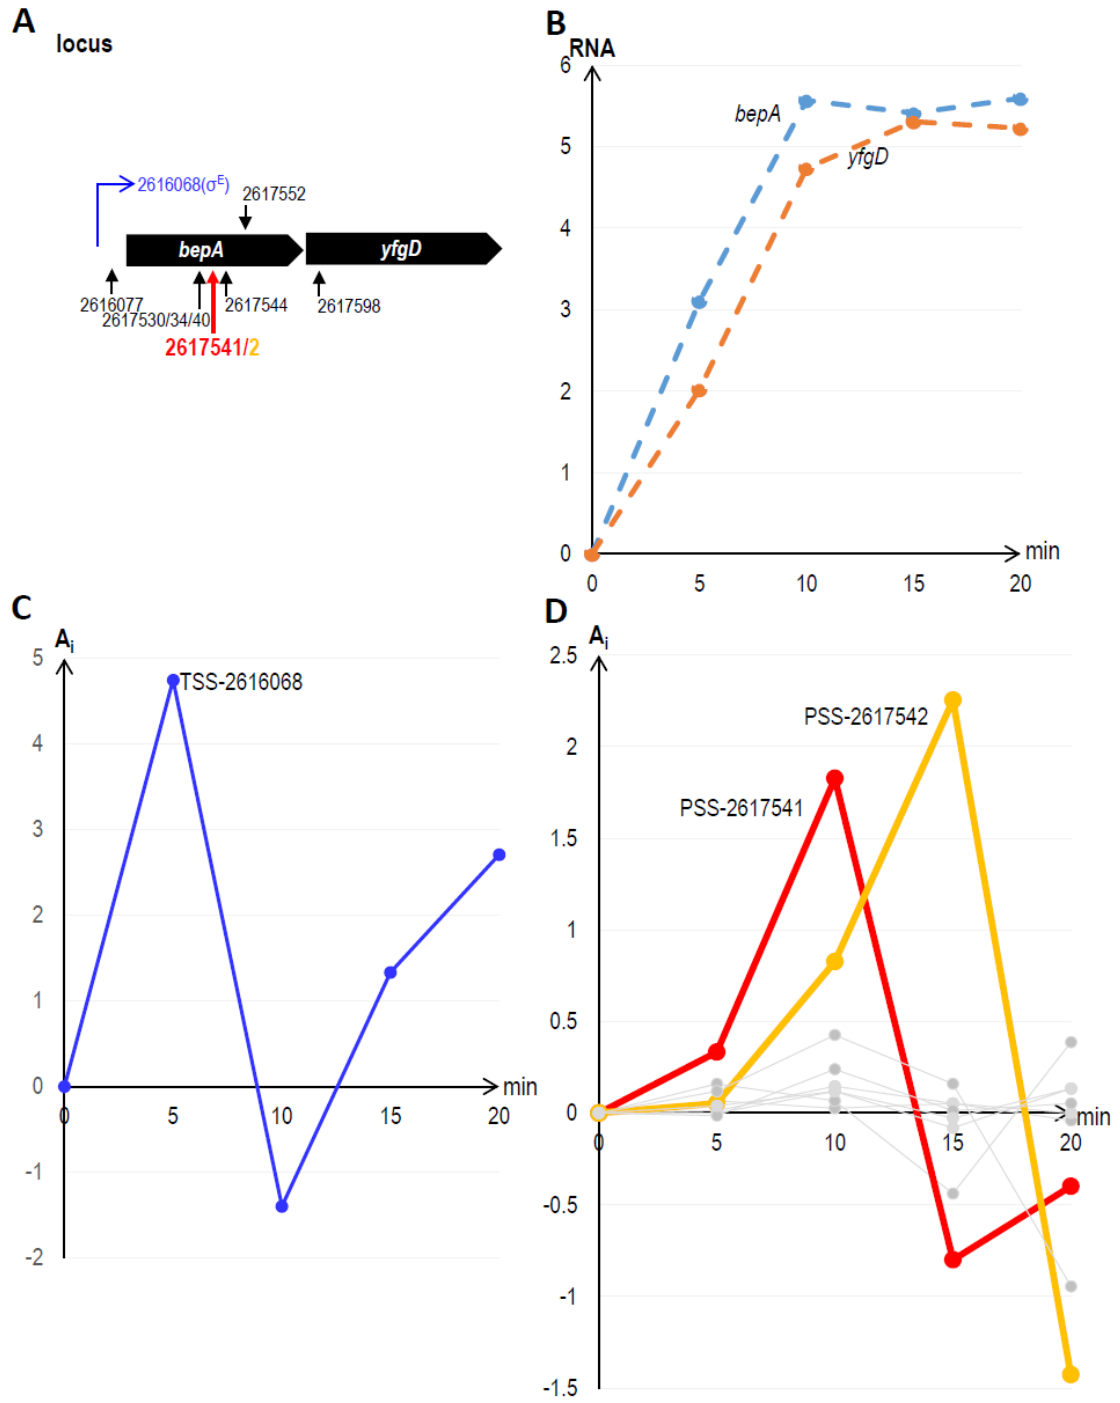 A
locus
2616068(σE)
2617552
bepA
yfgD
2616077
2617530/34/40
2617544
2617598
2617541/2
B
RNA
6
5
4
3
2
1
0
bepA
yfgD
min
0 5 10 15 20
C
Ai
5
4
3
2
1
0
-1
-2
TSS-2616068
min
0 5 10 15 20
D
Ai
2.5
2
1.5
1
0.5
0
-0.5
-1
-1.5
PSS-2617542
PSS-2617541
min
0 5 10 15 20